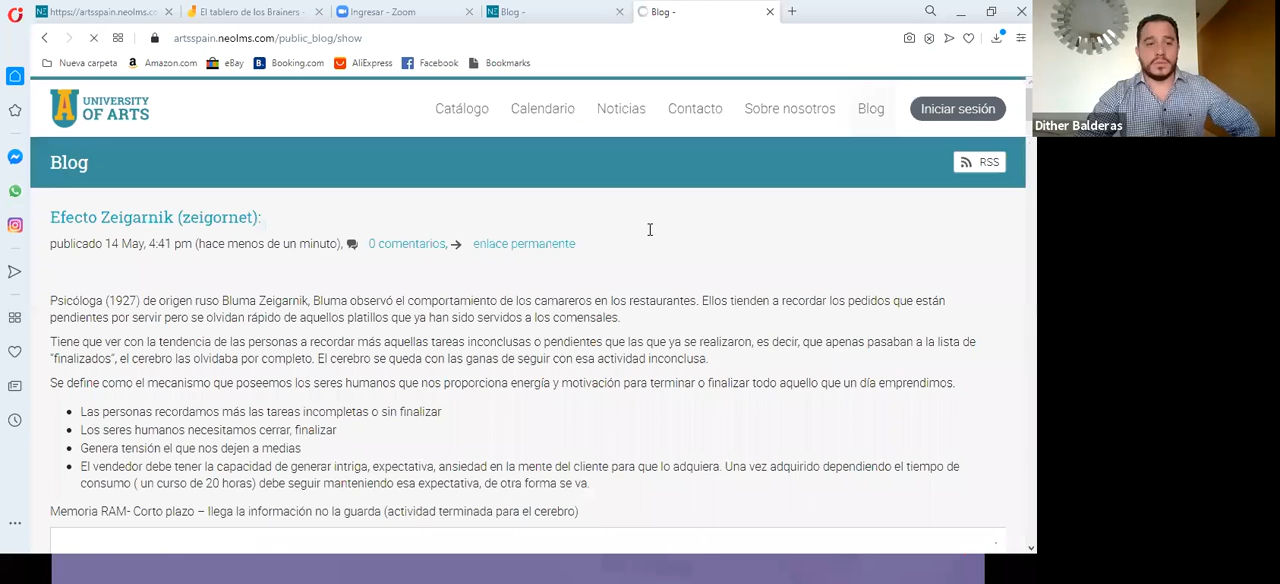 https://artsspain.neolms.cc
El tablero de los Brainers -
Ingresar - Zoom
Blog -
Blog -
artsspain.neolms.com/public_blog/show
Nueva carpeta
Amazon.com
eBay
Booking.com
AliExpress
Facebook
Bookmarks
UNIVERSITY
OF ARTS
Catálogo
Calendario
Noticias
Contacto
Sobre nosotros
Blog
Iniciar sesión
Dither Balderas
Blog
RSS
Efecto Zeigarnik (zeigornet):
publicado 14 May, 4:41 pm (hace menos de un minuto), 0 comentarios, enlace permanente
Psicóloga (1927) de origen ruso Bluma Zeigarnik, Bluma observó el comportamiento de los camareros en los restaurantes. Ellos tienden a recordar los pedidos que están
pendientes por servir pero se olvidan rápido de aquellos platillos que ya han sido servidos a los comensales.
Tiene que ver con la tendencia de las personas a recordar más aquellas tareas inconclusas o pendientes que las que ya se realizaron, es decir, que apenas pasaban a la lista de
"finalizados", el cerebro las olvidaba por completo. El cerebro se queda con las ganas de seguir con esa actividad inconclusa.
Se define como el mecanismo que poseemos los seres humanos que nos proporciona energía y motivación para terminar o finalizar todo aquello que un día emprendimos.
• Las personas recordamos más las tareas incompletas o sin finalizar
• Los seres humanos necesitamos cerrar, finalizar
• Genera tensión el que nos dejen a medias
• El vendedor debe tener la capacidad de generar intriga, expectativa, ansiedad en la mente del cliente para que lo adquiera. Una vez adquirido dependiendo el tiempo de
consumo ( un curso de 20 horas) debe seguir manteniendo esa expectativa, de otra forma se va.
Memoria RAM- Corto plazo – llega la información no la guarda (actividad terminada para el cerebro)